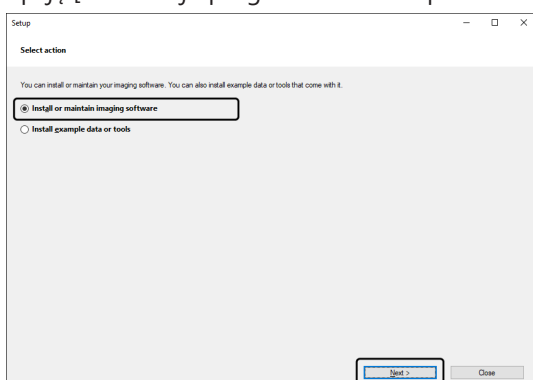 Setup
Select action
You can install or maintain your imaging software. You can also install example data or tools that come with it.
Install or maintain imaging software
Install example data or tools
Next >
Close